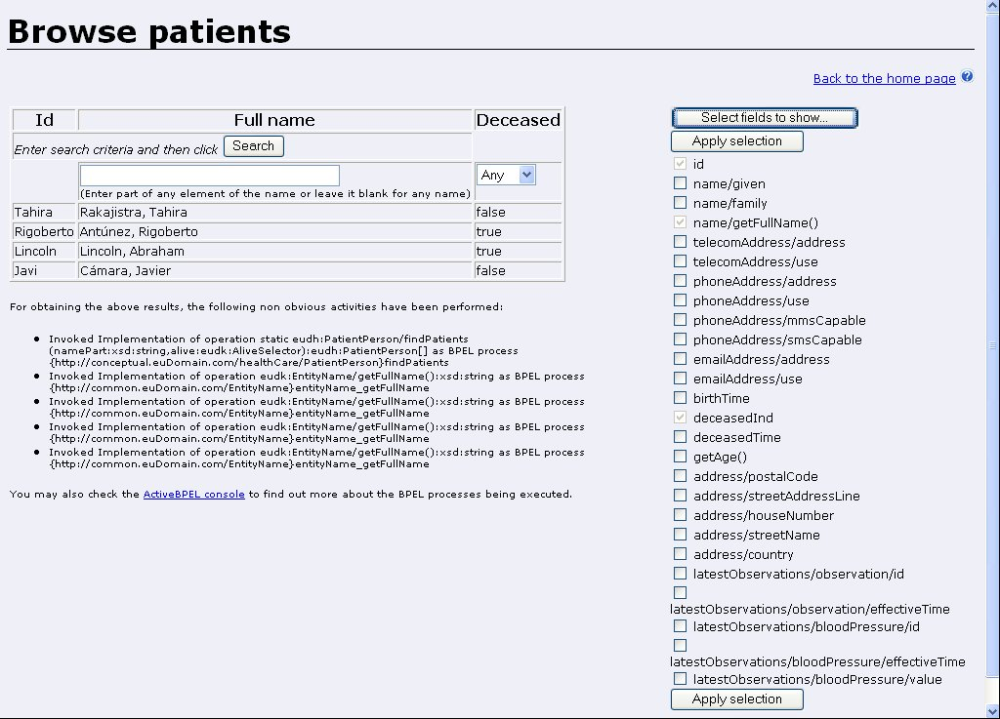 Browse patients
Back to the home page
?
Id Full name Deceased
Enter search criteria and then click Search
Any
(Enter part of any element of the name or leave it blank for any name)
Tahira Rakajistra, Tahira false
Rigoberto Antúnez, Rigoberto true
Lincoln Lincoln, Abraham true
Javi Cámara, Javier false
For obtaining the above results, the following non obvious activities have been performed:
Invoked Implementation of operation static eudh:PatientPerson/findPatients
(namePart:xsd:string,alive:eudk:AliveSelector):eudh:PatientPerson[] as BPEL process
{http://conceptual.euDomain.com/healthCare/PatientPerson}findPatients
Invoked Implementation of operation eudk:EntityName/getFullName():xsd:string as BPEL process
{http://common.euDomain.com/EntityName}entityName_getFullName
Invoked Implementation of operation eudk:EntityName/getFullName():xsd:string as BPEL process
{http://common.euDomain.com/EntityName}entityName_getFullName
Invoked Implementation of operation eudk:EntityName/getFullName():xsd:string as BPEL process
{http://common.euDomain.com/EntityName}entityName_getFullName
Invoked Implementation of operation eudk:EntityName/getFullName():xsd:string as BPEL process
{http://common.euDomain.com/EntityName}entityName_getFullName
You may also check the ActiveBPEL console to find out more about the BPEL processes being executed.
Select fields to show...
Apply selection
id
name/given
name/family
name/getFullName()
telecomAddress/address
telecomAddress/use
phoneAddress/address
phoneAddress/use
phoneAddress/mmsCapable
phoneAddress/smsCapable
emailAddress/address
emailAddress/use
birthTime
deceasedInd
deceasedTime
getAge()
address/postalCode
address/streetAddressLine
address/houseNumber
address/streetName
address/country
latestObservations/observation/id
latestObservations/observation/effectiveTime
latestObservations/bloodPressure/id
latestObservations/bloodPressure/effectiveTime
latestObservations/bloodPressure/value
Apply selection